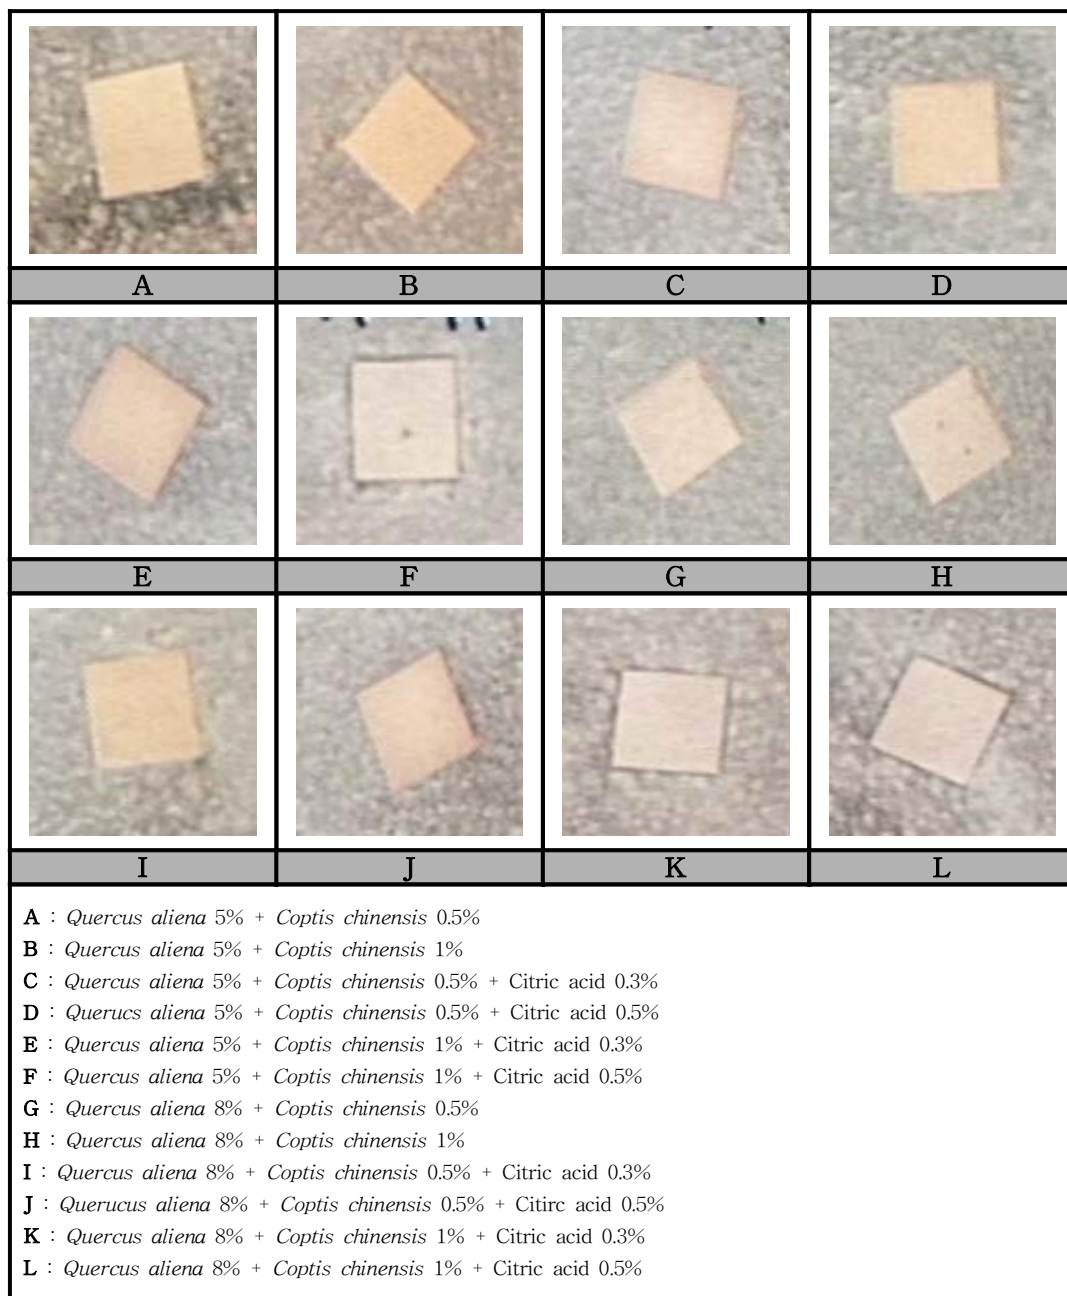 A B C D
E F G H
I J K L
A : Quercus aliena 5% + Coptis chinensis 0.5%
B : Quercus aliena 5% + Coptis chinensis 1%
C : Quercus aliena 5% + Coptis chinensis 0.5% + Citric acid 0.3%
D : Querucs aliena 5% + Coptis chinensis 0.5% + Citric acid 0.5%
E : Quercus aliena 5% + Coptis chinensis 1% + Citric acid 0.3%
F : Quercus aliena 5% + Coptis chinensis 1% + Citric acid 0.5%
G : Quercus aliena 8% + Coptis chinensis 0.5%
H : Quercus aliena 8% + Coptis chinensis 1%
I : Quercus aliena 8% + Coptis chinensis 0.5% + Citric acid 0.3%
J : Querucus aliena 8% + Coptis chinensis 0.5% + Citirc acid 0.5%
K : Quercus aliena 8% + Coptis chinensis 1% + Citric acid 0.3%
L : Quercus aliena 8% + Coptis chinensis 1% + Citric acid 0.5%